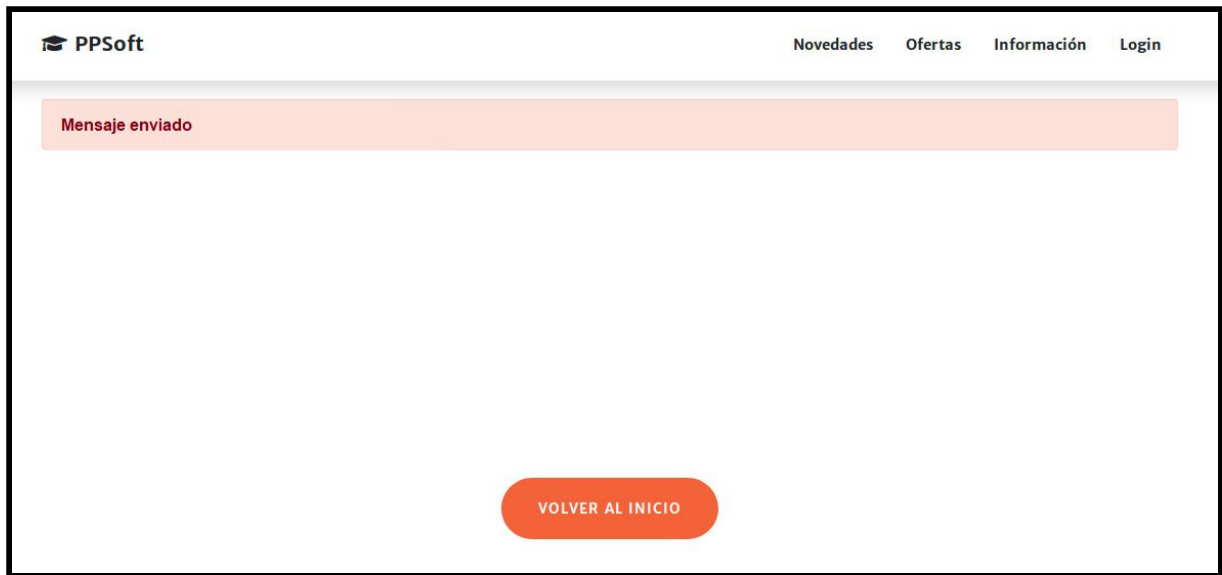 PPSoft
Novedades Ofertas Información Login
Mensaje enviado
VOLVER AL INICIO